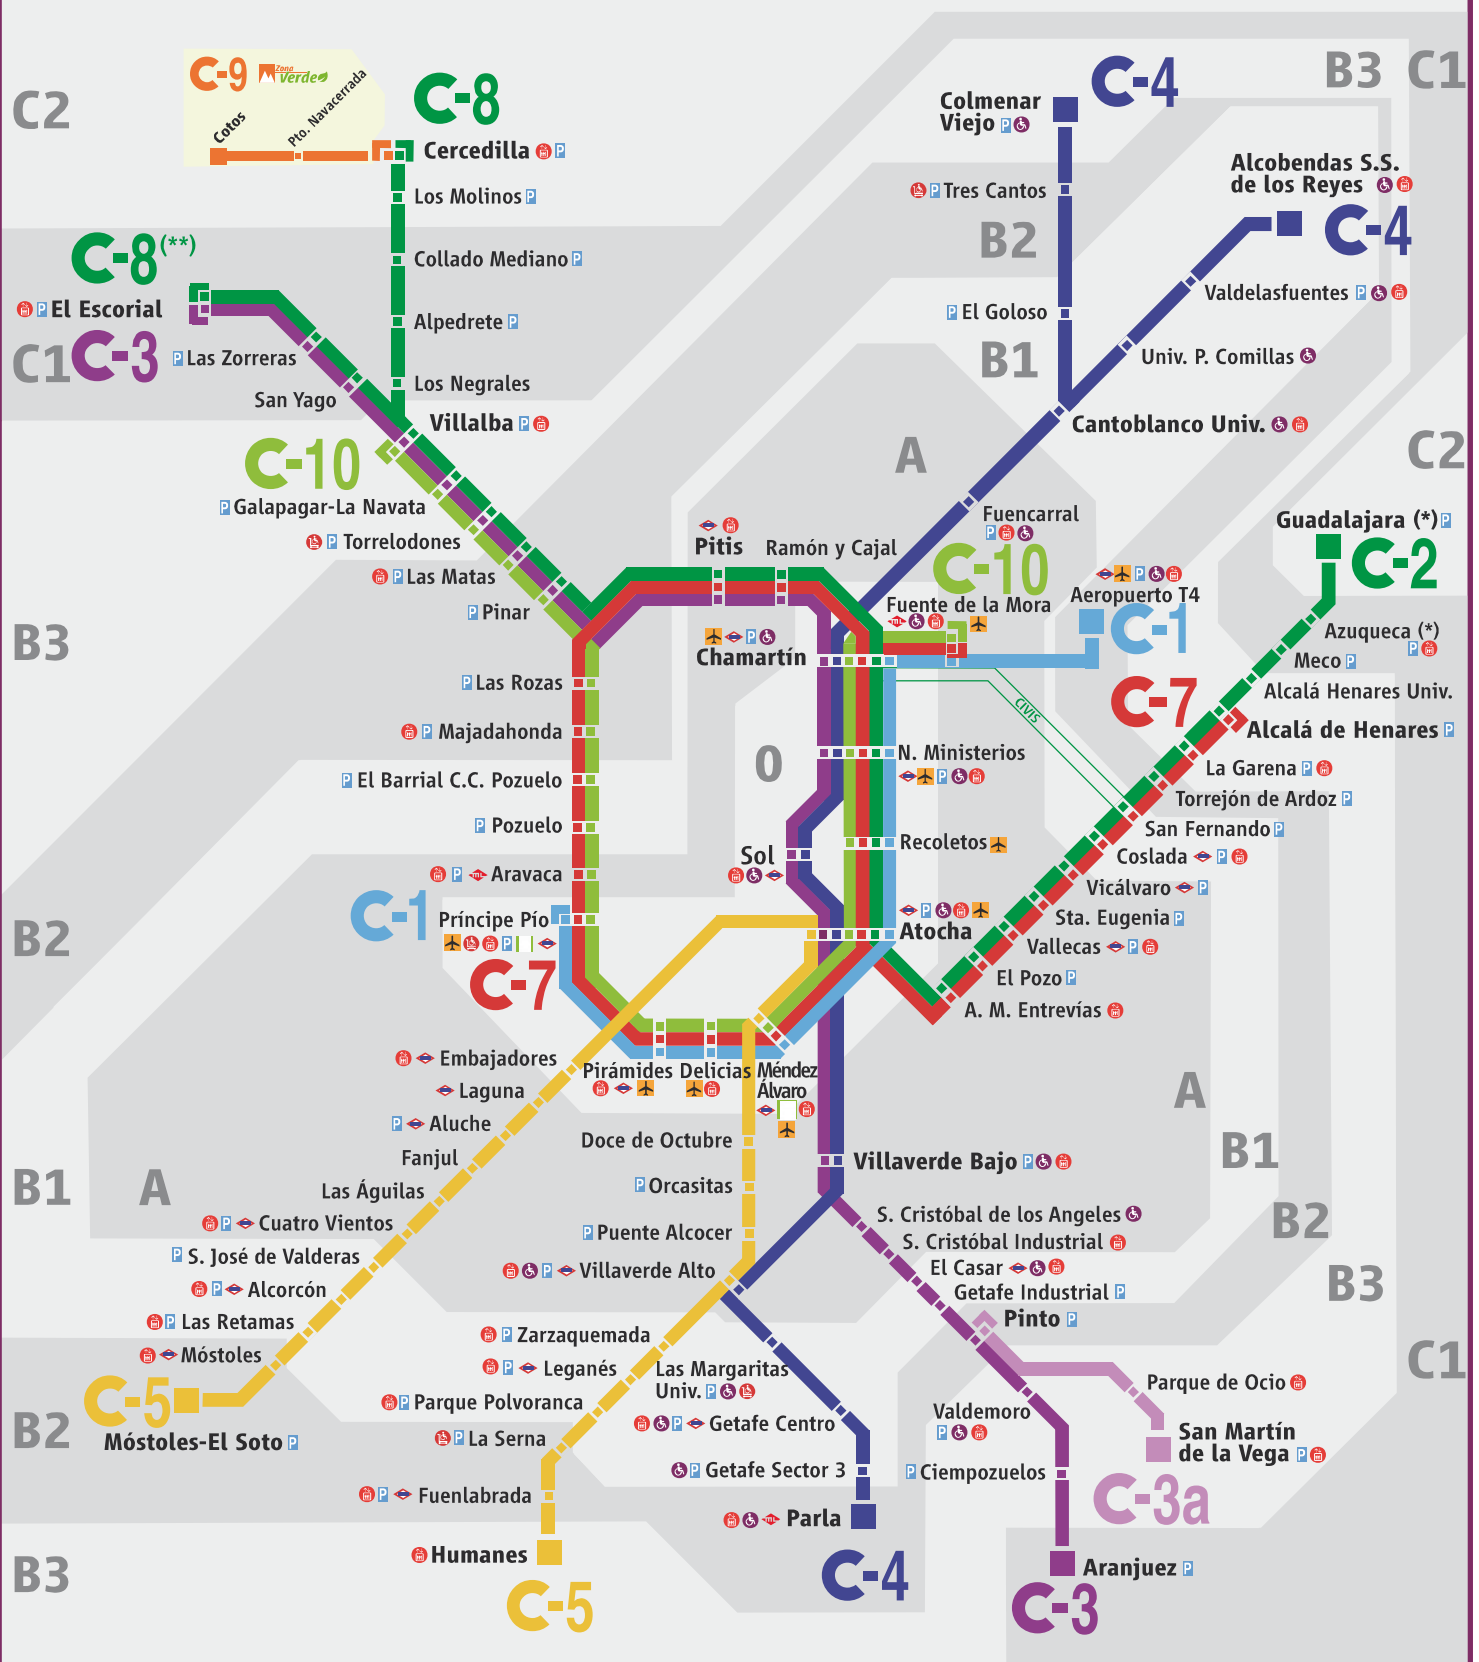 C2
C-9
Zona
Verde
Cotos
Pto. Navacerrada
C-8
Cercedilla
Los Molinos
Collado Mediano
Alpedrete
Los Negrales
Villalba
C-8(**)
El Escorial
C1
C-3
Las Zorreras
San Yago
C-10
Galapagar-La Navata
Torrelodones
Las Matas
Pinar
B3
C-4
B3
C1
Colmenar
Viejo
Tres Cantos
B2
El Goloso
B1
Alcobendas S.S.
de los Reyes
C-4
Valdelasfuentes
Univ. P. Comillas
Cantoblanco Univ.
A
C2
Fuencarral
C-10
Fuente de la Mora
Pitis
Ramón y Cajal
Chamartín
Aeropuerto T4
C-1
Guadalajara (*)
C-2
Azuqueca (*)
Meco
Alcalá Henares Univ.
C-7
Alcalá de Henares
La Garena
Torrejón de Ardoz
San Fernando
Coslada
Vicálvaro
Sta. Eugenia
Vallecas
El Pozo
A. M. Entrevías
CIVIS
Las Rozas
Majadahonda
El Barrial C.C. Pozuelo
Pozuelo
Aravaca
C-1
Príncipe Pío
C-7
0
N. Ministerios
Recoletos
Sol
Atocha
B2
Embajadores
Laguna
Aluche
Fanjul
Las Águilas
Cuatro Vientos
S. José de Valderas
Alcorcón
Las Retamas
Móstoles
C-5
Móstoles-El Soto
B1
A
B2
B3
Pirámides
Delicias
Méndez
Álvaro
Doce de Octubre
Orcasitas
Puente Alcocer
Villaverde Alto
Zarzaquemada
Leganés
Parque Polvoranca
La Serna
Fuenlabrada
Humanes
C-5
Villaverde Bajo
S. Cristóbal de los Angeles
S. Cristóbal Industrial
El Casar
Getafe Industrial
Pinto
A
B1
B2
B3
C1
Las Margaritas
Univ.
Getafe Centro
Getafe Sector 3
Parla
C-4
Valdemoro
Ciempozuelos
Aranjuez
C-3
Parque de Ocio
San Martín
de la Vega
C-3a